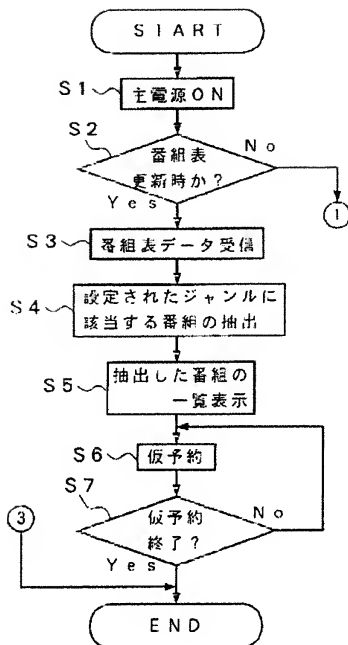 START
S1
主電源ON
S2
番組表
更新時か?
No
Yes
1
S3
番組表データ受信
S4
設定されたジャンルに
該当する番組の抽出
S5
抽出した番組の
一覧表示
S6
仮予約
S7
仮予約
終了?
No
3
Yes
END